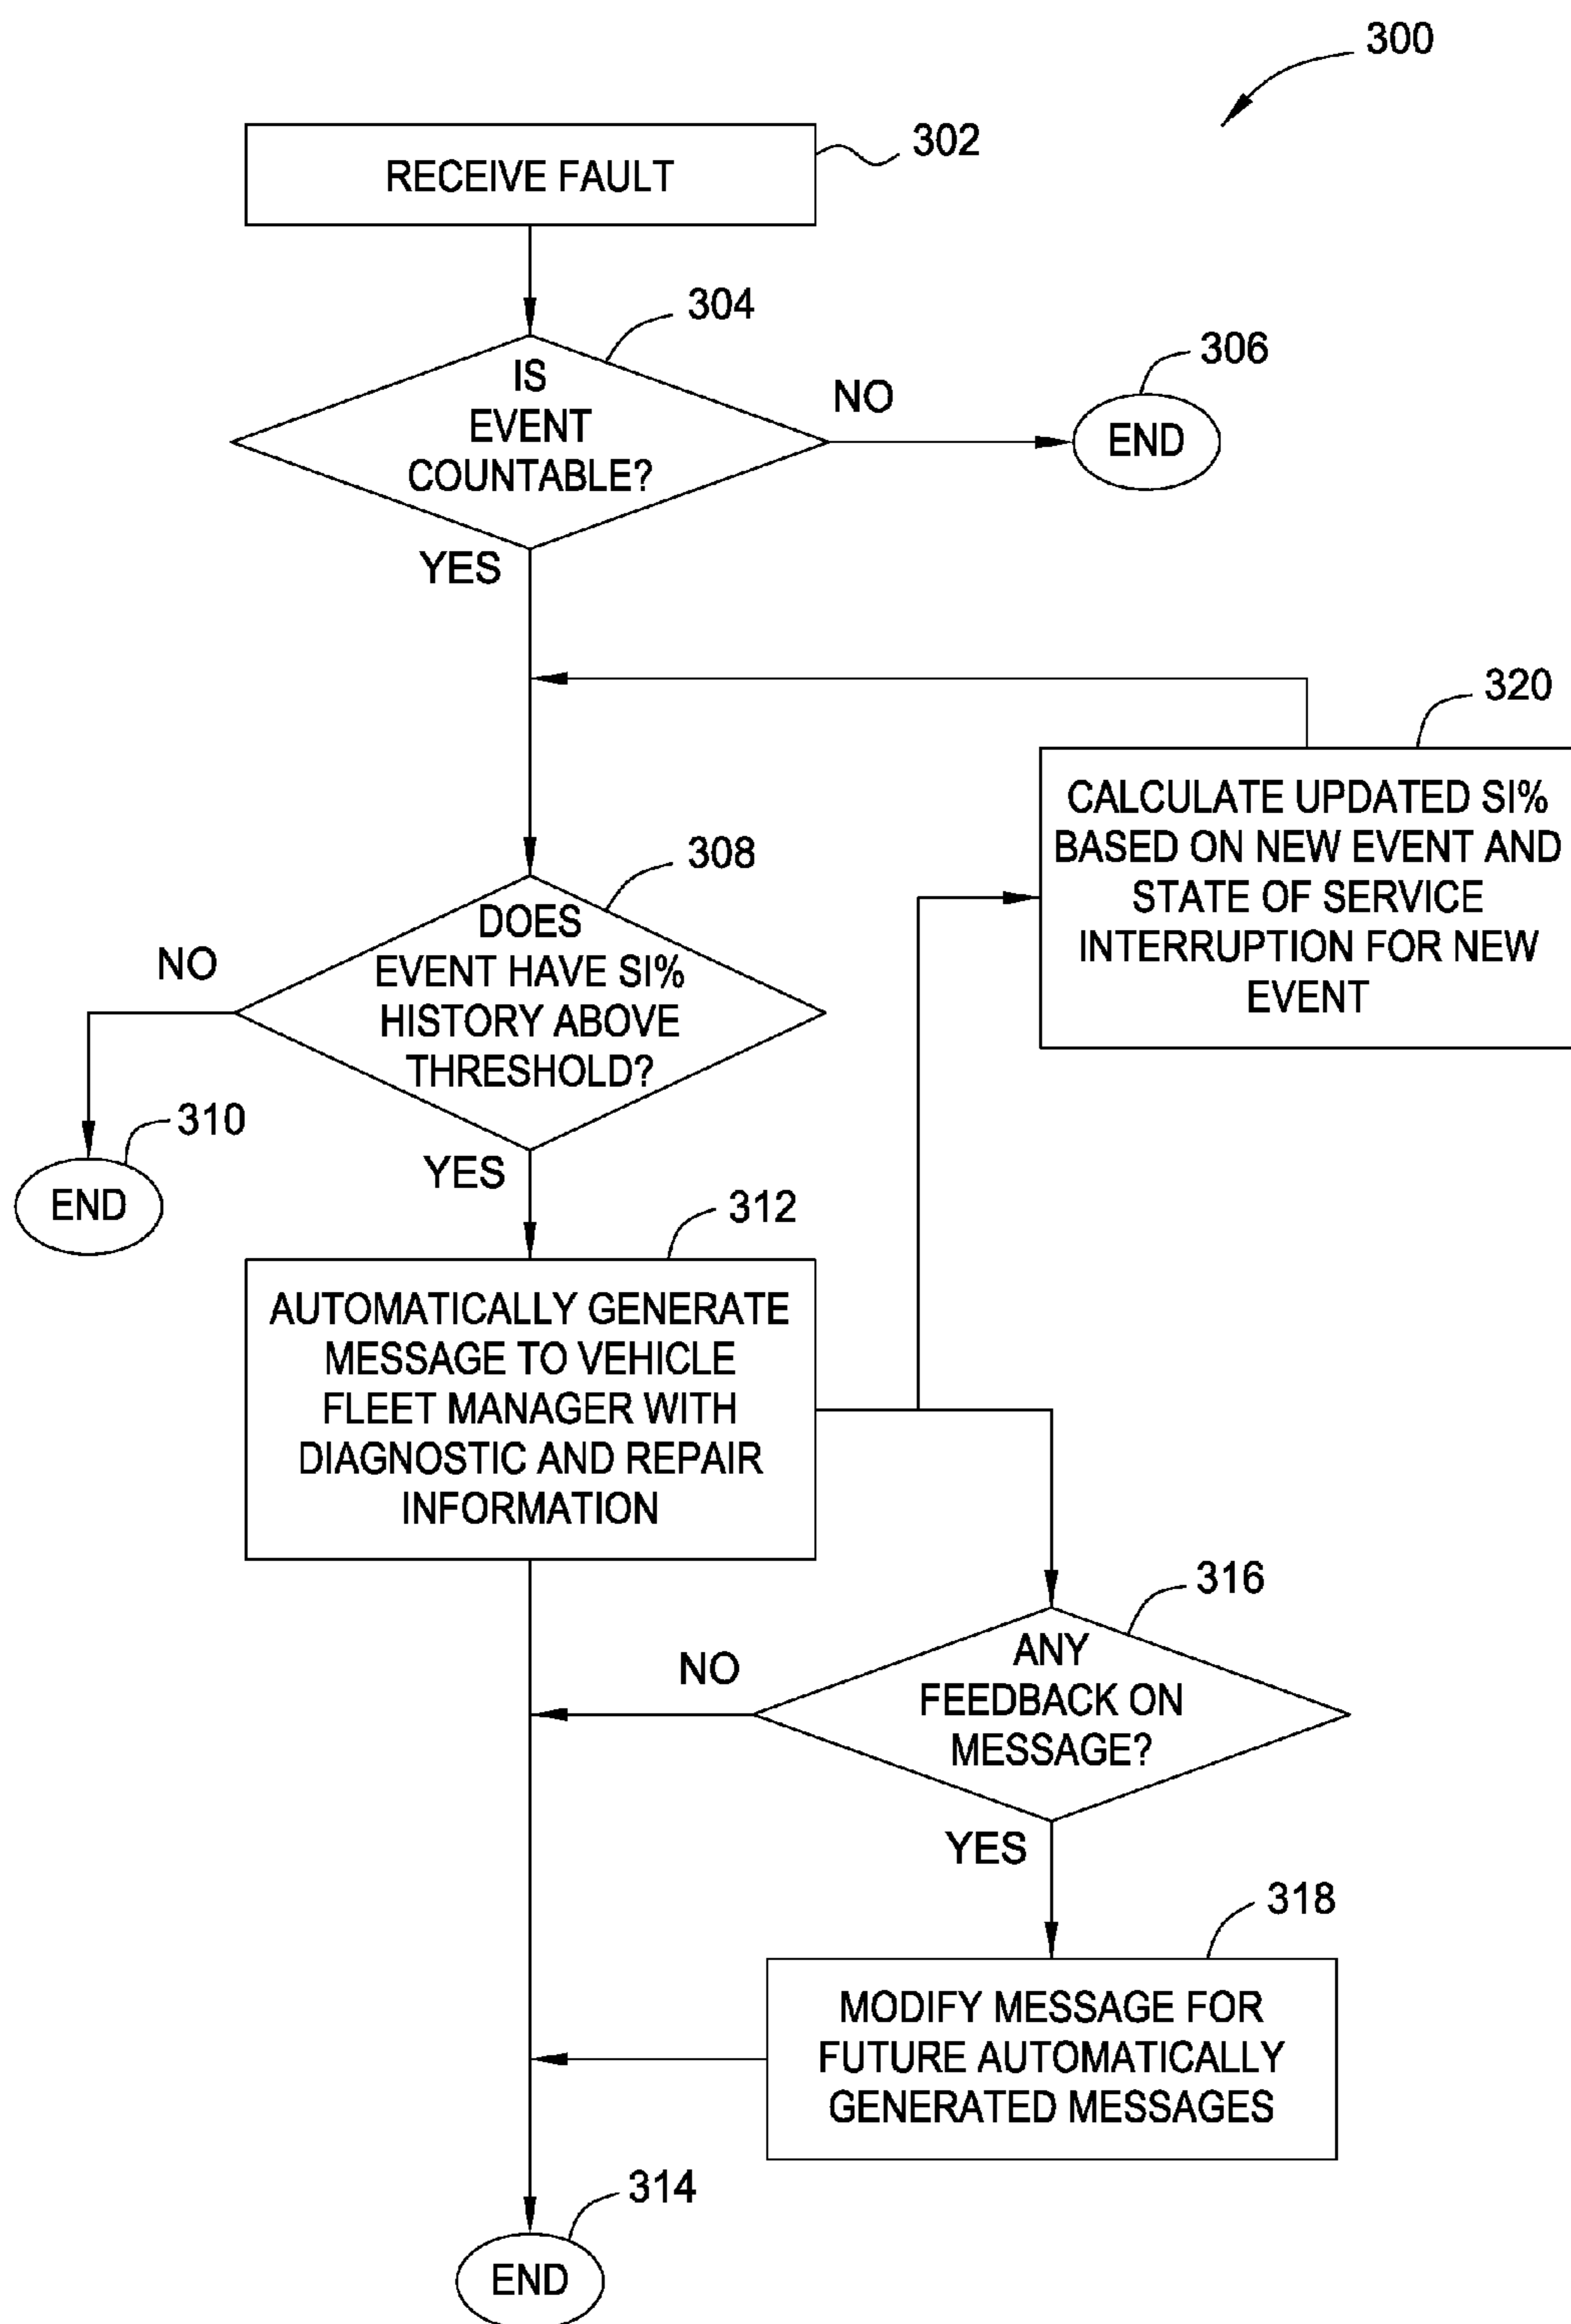 300
RECEIVE FAULT
302
304
IS
EVENT
COUNTABLE?
NO
306
END
YES
320
CALCULATE UPDATED SI%
BASED ON NEW EVENT AND
STATE OF SERVICE
INTERRUPTION FOR NEW
EVENT
308
DOES
EVENT HAVE SI%
HISTORY ABOVE
THRESHOLD?
NO
310
END
YES
312
AUTOMATICALLY GENERATE
MESSAGE TO VEHICLE
FLEET MANAGER WITH
DIAGNOSTIC AND REPAIR
INFORMATION
316
ANY
FEEDBACK ON
MESSAGE?
NO
YES
318
MODIFY MESSAGE FOR
FUTURE AUTOMATICALLY
GENERATED MESSAGES
314
END